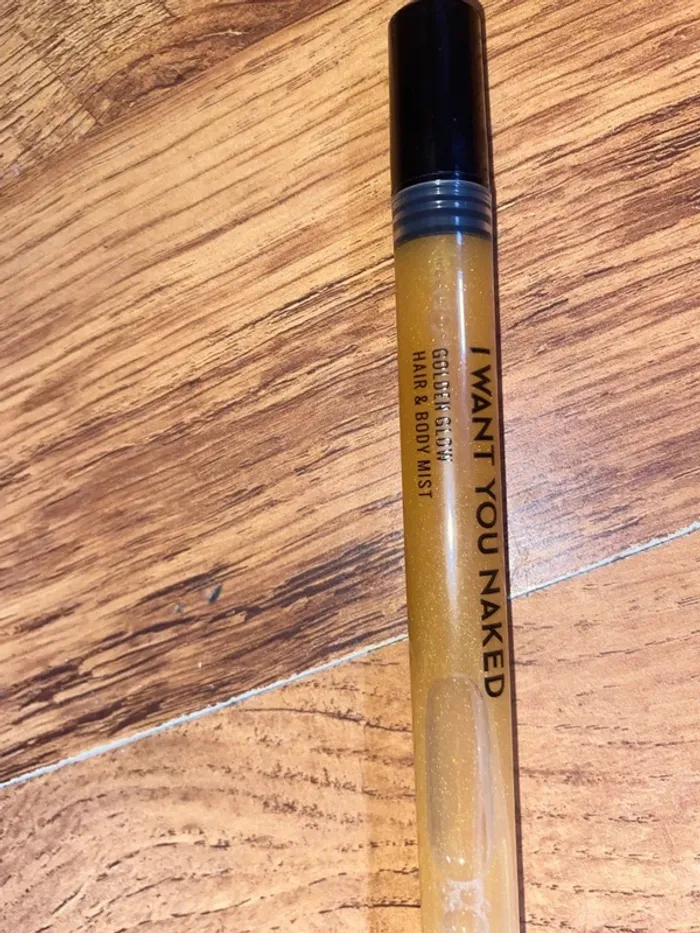 I WANT YOU NAKED
GOLDEN GLOW
HAIR & BODY MIST